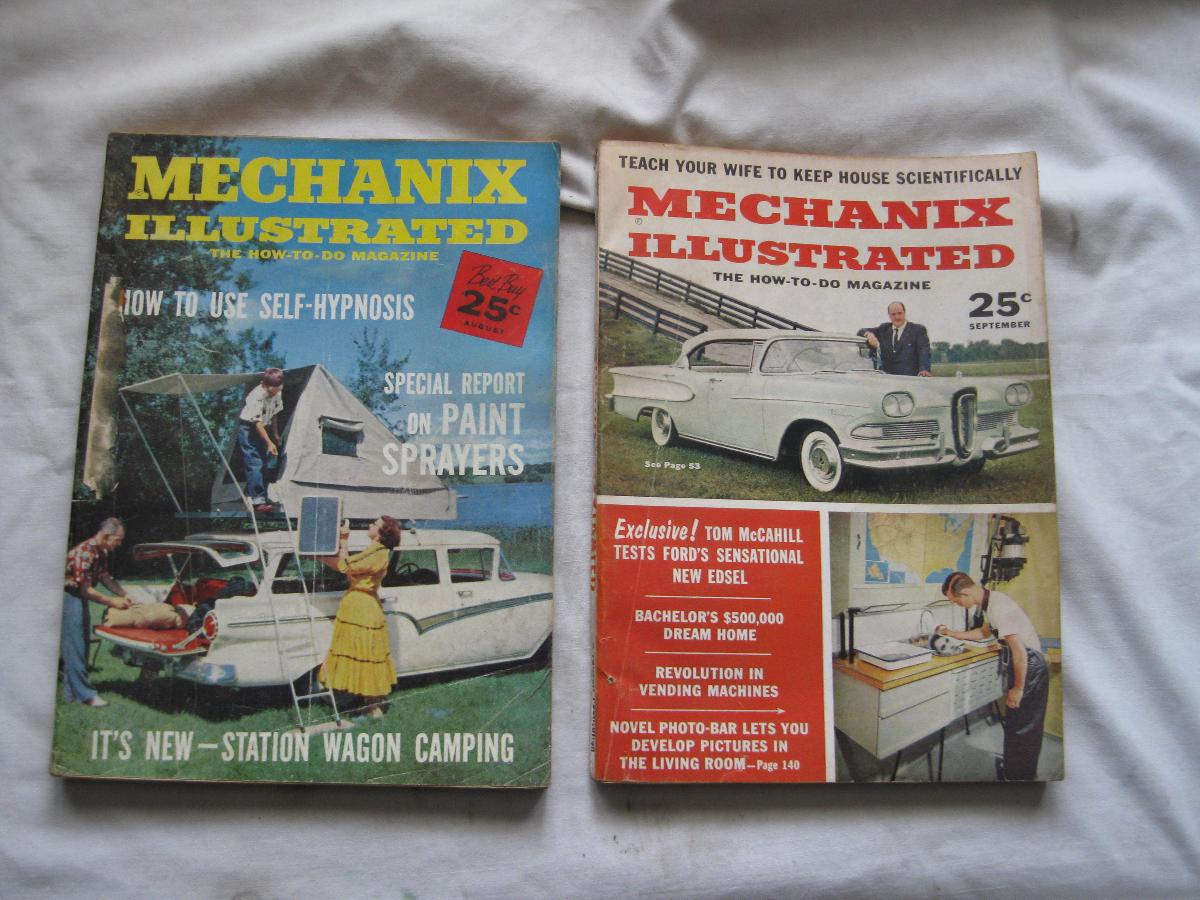 MECHANIX
ILLUSTRATED
THE HOW-TO-DO MAGAZINE
Best Buy
25c
AUGUST
HOW TO USE SELF-HYPNOSIS
SPECIAL REPORT
ON PAINT
SPRAYERS
IT'S NEW—STATION WAGON CAMPING
TEACH YOUR WIFE TO KEEP HOUSE SCIENTIFICALLY
MECHANIX
ILLUSTRATED
®
THE HOW-TO-DO MAGAZINE
25c
SEPTEMBER
See Page 53
Exclusive! TOM McCAHILL
TESTS FORD'S SENSATIONAL
NEW EDSEL
BACHELOR'S $500,000
DREAM HOME
REVOLUTION IN
VENDING MACHINES
NOVEL PHOTO-BAR LETS YOU
DEVELOP PICTURES IN
THE LIVING ROOM—Page 140